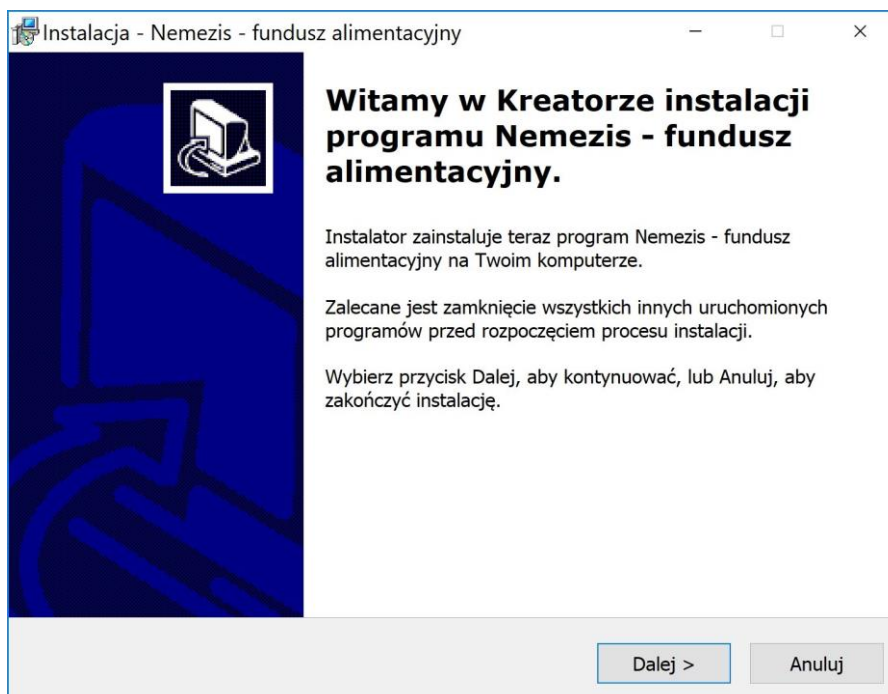 Instalacja - Nemezis - fundusz alimentacyjny
Witamy w Kreatorze instalacji
programu Nemezis - fundusz
alimentacyjny.
Instalator zainstaluje teraz program Nemezis - fundusz
alimentacyjny na Twoim komputerze.
Zalecane jest zamknięcie wszystkich innych uruchomionych
programów przed rozpoczęciem procesu instalacji.
Wybierz przycisk Dalej, aby kontynuować, lub Anuluj, aby
zakończyć instalację.
Dalej >
Anuluj